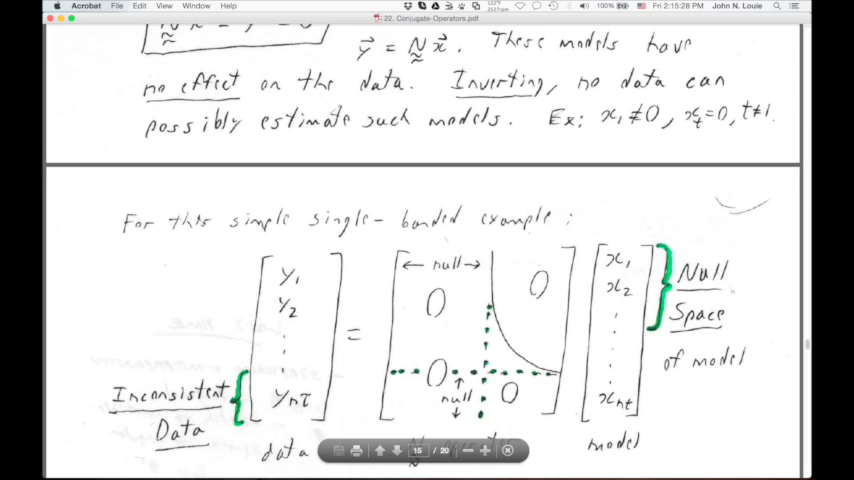 Acrobat File Edit View Window Help 100% Fri 2:15:28 PM John N. Louie
22. Conjugate-Operators.pdf
y = N x. These models have
no effect on the data. Inverting, no data can
possibly estimate such models. Ex: x₁≠0, xₜ=0, t≠1.
For this simple single-banded example:
y₁
y₂
ynτ
=
← null →
0
0
0
null
0
x₁
x₂
xnt
Null
Space
of model
Inconsistent
Data
data
model
15 / 20